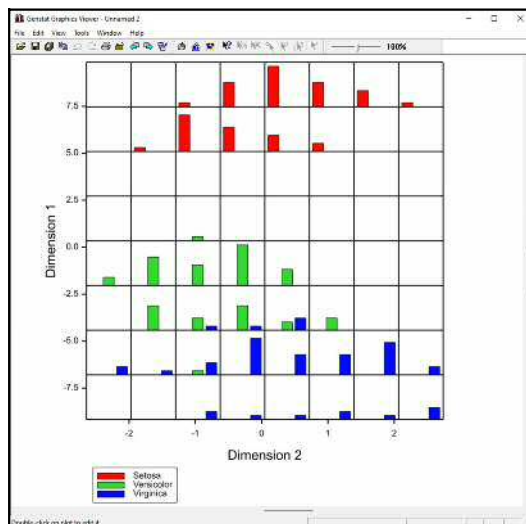 Genstat Graphics Viewer - Unnamed 2
File Edit View Tools Window Help
100%
7.5
5.0
2.5
0.0
-2.5
-5.0
-7.5
Dimension 1
-2 -1 0 1 2
Dimension 2
Setosa
Versicolor
Virginica
Double-click on plot to edit it